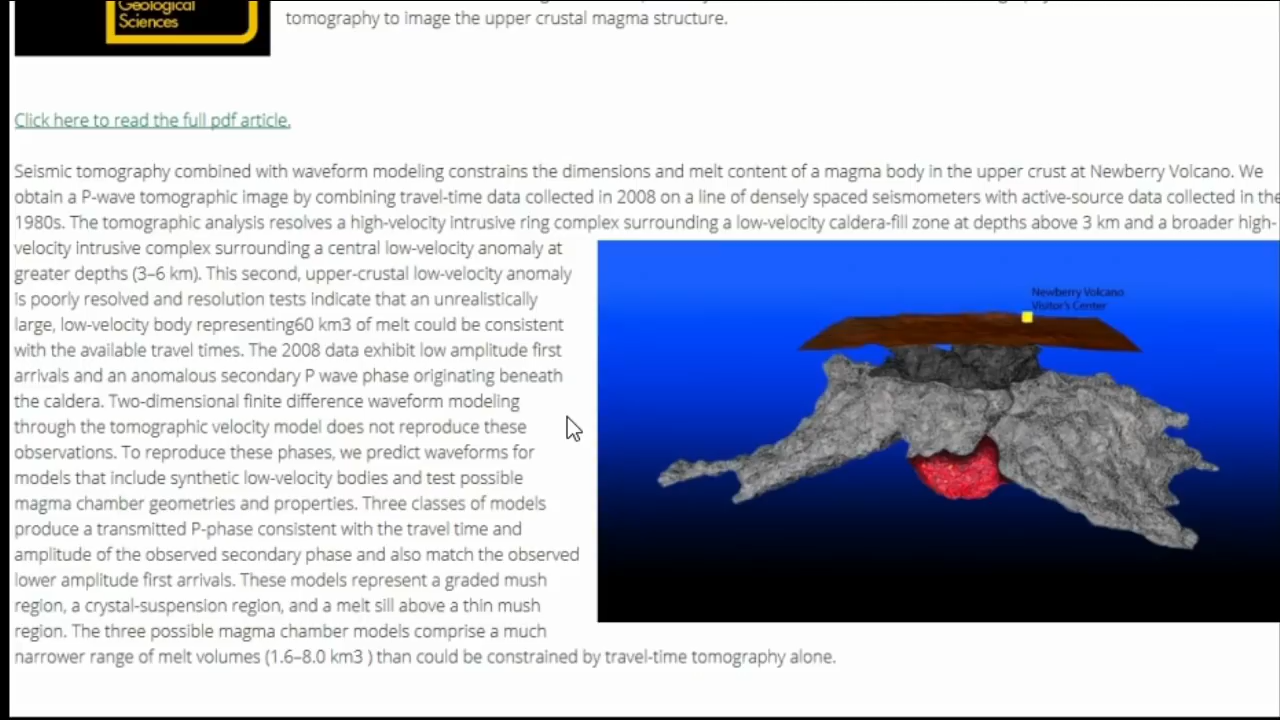 Geological
Sciences
tomography to image the upper crustal magma structure.
Click here to read the full pdf article.
Seismic tomography combined with waveform modeling constrains the dimensions and melt content of a magma body in the upper crust at Newberry Volcano. We
obtain a P-wave tomographic image by combining travel-time data collected in 2008 on a line of densely spaced seismometers with active-source data collected in the
1980s. The tomographic analysis resolves a high-velocity intrusive ring complex surrounding a low-velocity caldera-fill zone at depths above 3 km and a broader high-
velocity intrusive complex surrounding a central low-velocity anomaly at
greater depths (3–6 km). This second, upper-crustal low-velocity anomaly
is poorly resolved and resolution tests indicate that an unrealistically
large, low-velocity body representing60 km3 of melt could be consistent
with the available travel times. The 2008 data exhibit low amplitude first
arrivals and an anomalous secondary P wave phase originating beneath
the caldera. Two-dimensional finite difference waveform modeling
through the tomographic velocity model does not reproduce these
observations. To reproduce these phases, we predict waveforms for
models that include synthetic low-velocity bodies and test possible
magma chamber geometries and properties. Three classes of models
produce a transmitted P-phase consistent with the travel time and
amplitude of the observed secondary phase and also match the observed
lower amplitude first arrivals. These models represent a graded mush
region, a crystal-suspension region, and a melt sill above a thin mush
region. The three possible magma chamber models comprise a much
narrower range of melt volumes (1.6–8.0 km3 ) than could be constrained by travel-time tomography alone.
Newberry Volcano
Visitor's Center